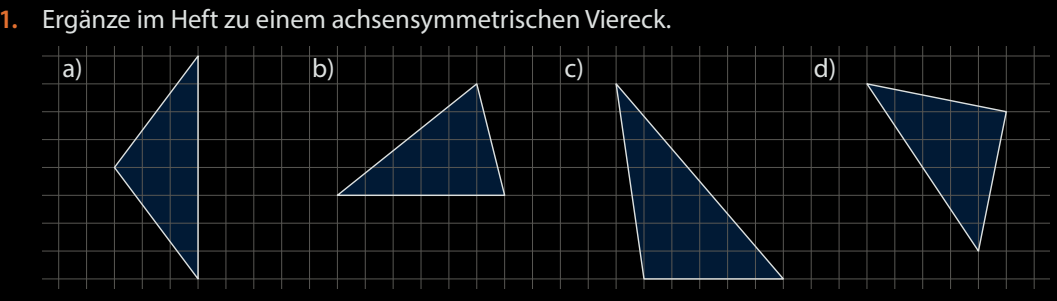 1. Ergänze im Heft zu einem achsensymmetrischen Viereck.
a) b) c) d)